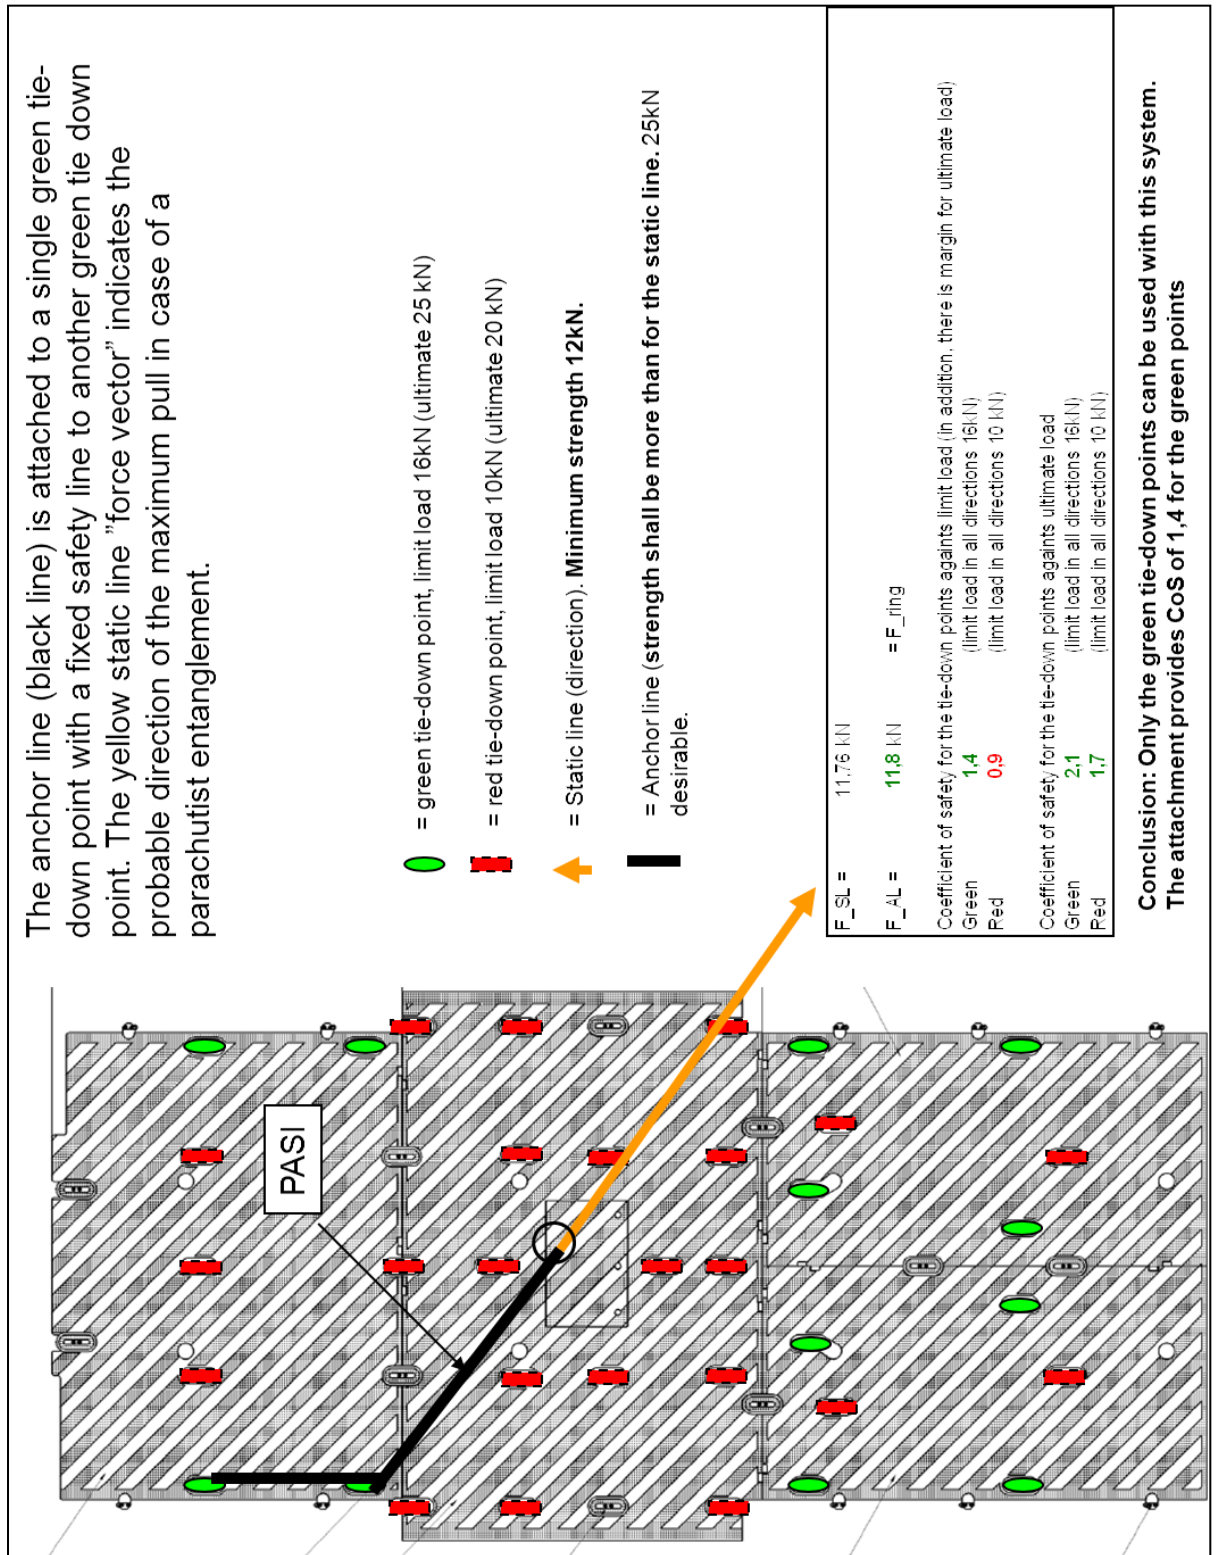 The anchor line (black line) is attached to a single green tie-
down point with a fixed safety line to another green tie down
point. The yellow static line ”force vector” indicates the
probable direction of the maximum pull in case of a
parachutist entanglement.
PASI
= green tie-down point, limit load 16kN (ultimate 25 kN)
= red tie-down point, limit load 10kN (ultimate 20 kN)
= Static line (direction). Minimum strength 12kN.
= Anchor line (strength shall be more than for the static line. 25kN
desirable.
F_SL = 11.76 kN
F_AL = 11,8 kN = F_ring
Coefficient of safety for the tie-down points againts limit load (in addition, there is margin for ultimate load)
Green 1,4 (limit load in all directions 16kN)
Red 0,9 (limit load in all directions 10 kN)
Coefficient of safety for the tie-down points againts ultimate load
Green 2,1 (limit load in all directions 16kN)
Red 1,7 (limit load in all directions 10 kN)
Conclusion: Only the green tie-down points can be used with this system.
The attachment provides CoS of 1,4 for the green points